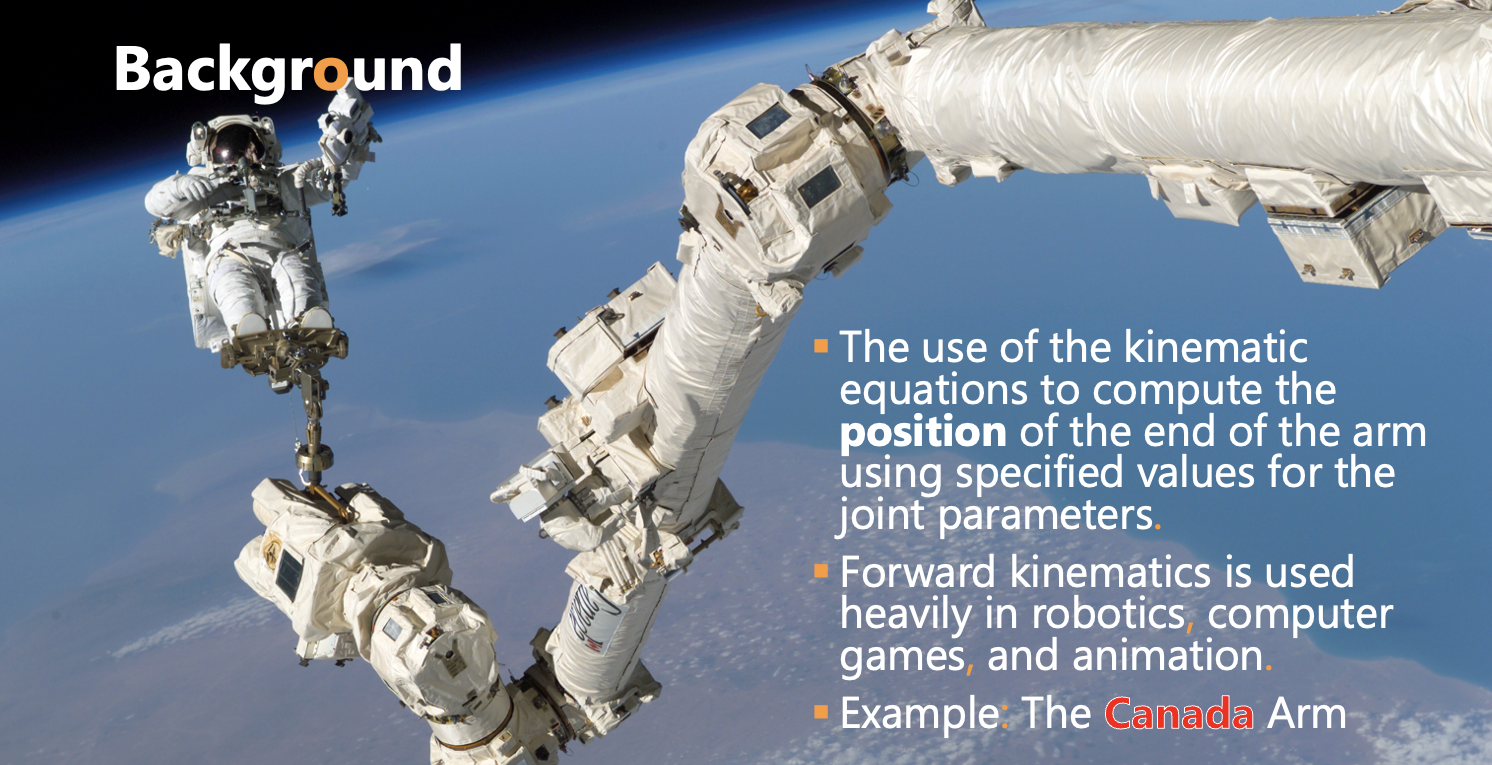 Background
▪ The use of the kinematic
equations to compute the
position of the end of the arm
using specified values for the
joint parameters.
▪ Forward kinematics is used
heavily in robotics, computer
games, and animation.
▪ Example: The Canada Arm